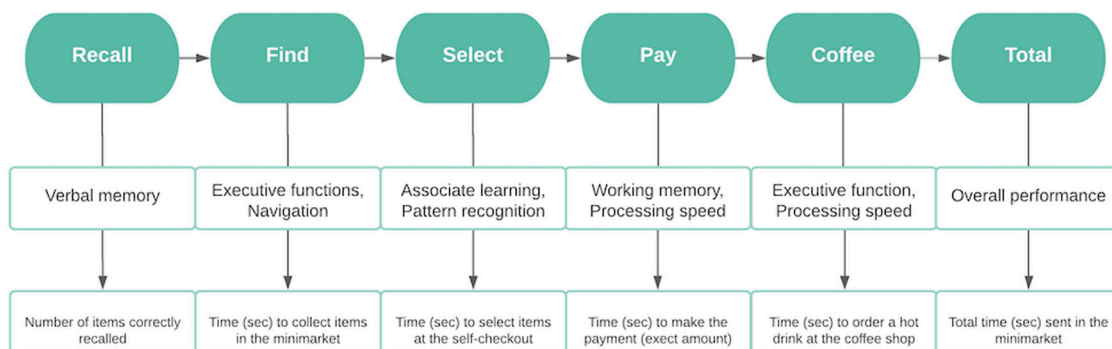 Recall
Find
Select
Pay
Coffee
Total
Verbal memory
Executive functions,
Navigation
Associate learning,
Pattern recognition
Working memory,
Processing speed
Executive function,
Processing speed
Overall performance
Number of items correctly
recalled
Time (sec) to collect items
in the minimarket
Time (sec) to select items
at the self-checkout
Time (sec) to make the
payment (exect amount)
Time (sec) to order a hot
drink at the coffee shop
Total time (sec) sent in the
minimarket